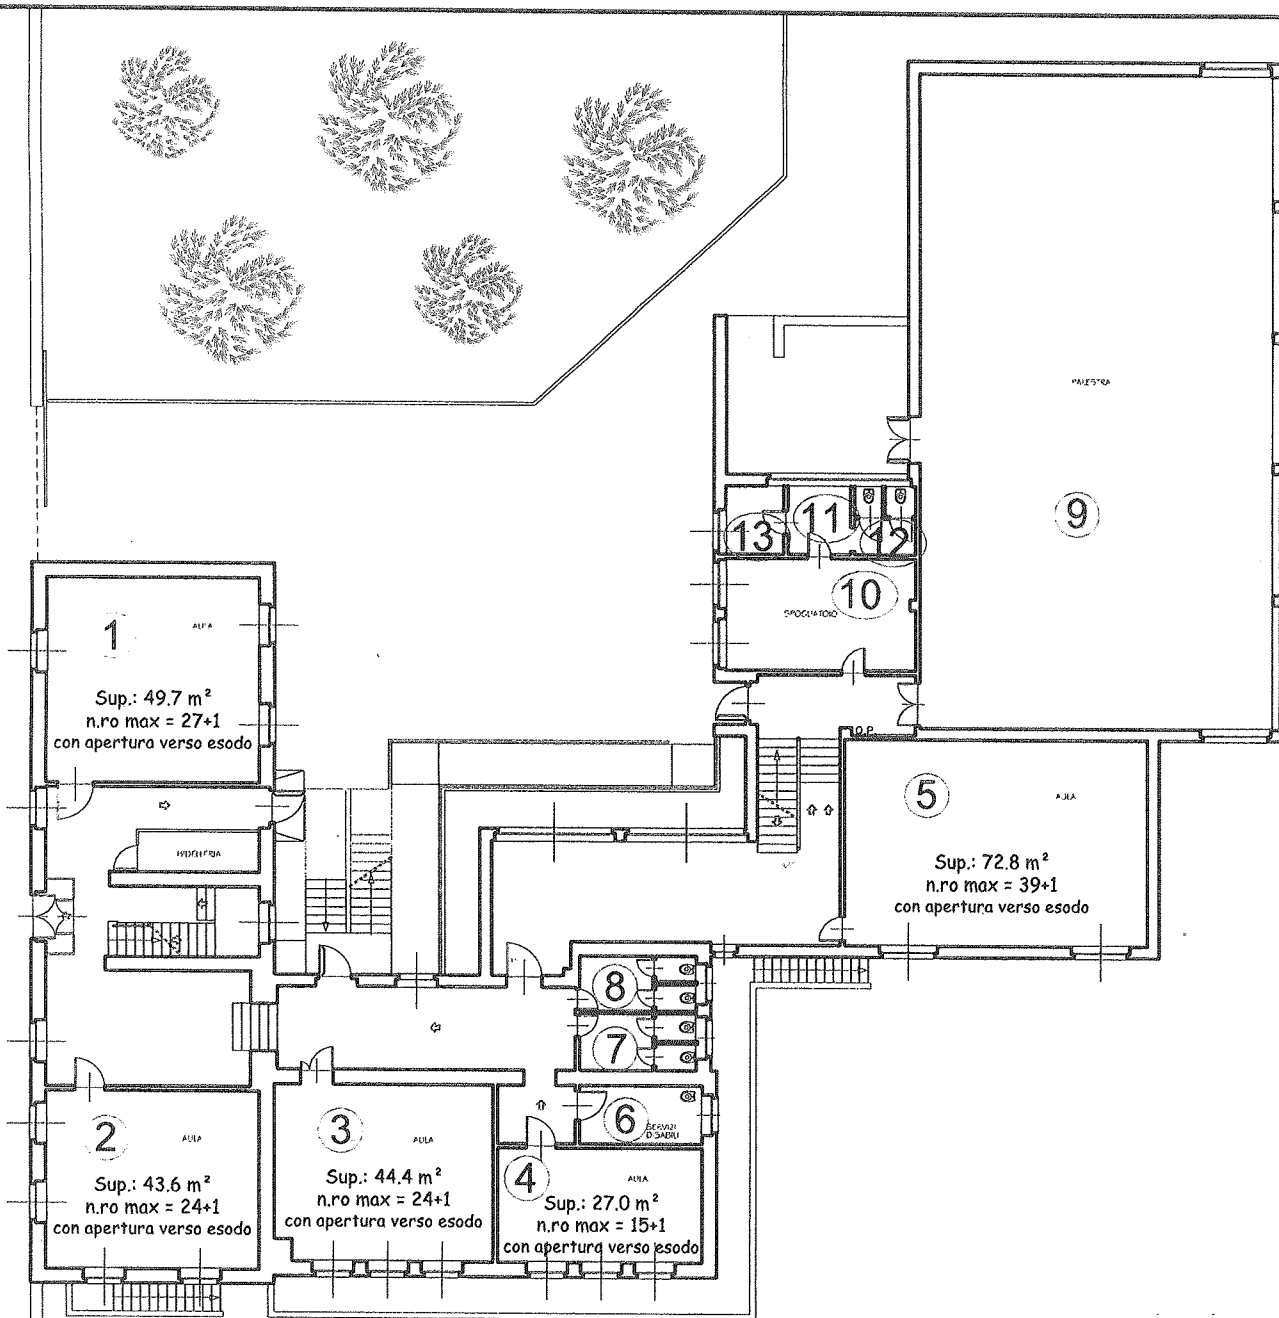 PALESTRA
9
13
11
12
10
SPOGLIATOIO
1
AULA
Sup.: 49.7 m²
n.ro max = 27+1
con apertura verso esodo
O.P.
5
AULA
Sup.: 72.8 m²
n.ro max = 39+1
con apertura verso esodo
BIDELLERIA
8
7
6
SERVIZI
DISABILI
2
AULA
Sup.: 43.6 m²
n.ro max = 24+1
con apertura verso esodo
3
AULA
Sup.: 44.4 m²
n.ro max = 24+1
con apertura verso esodo
4
AULA
Sup.: 27.0 m²
n.ro max = 15+1
con apertura verso esodo